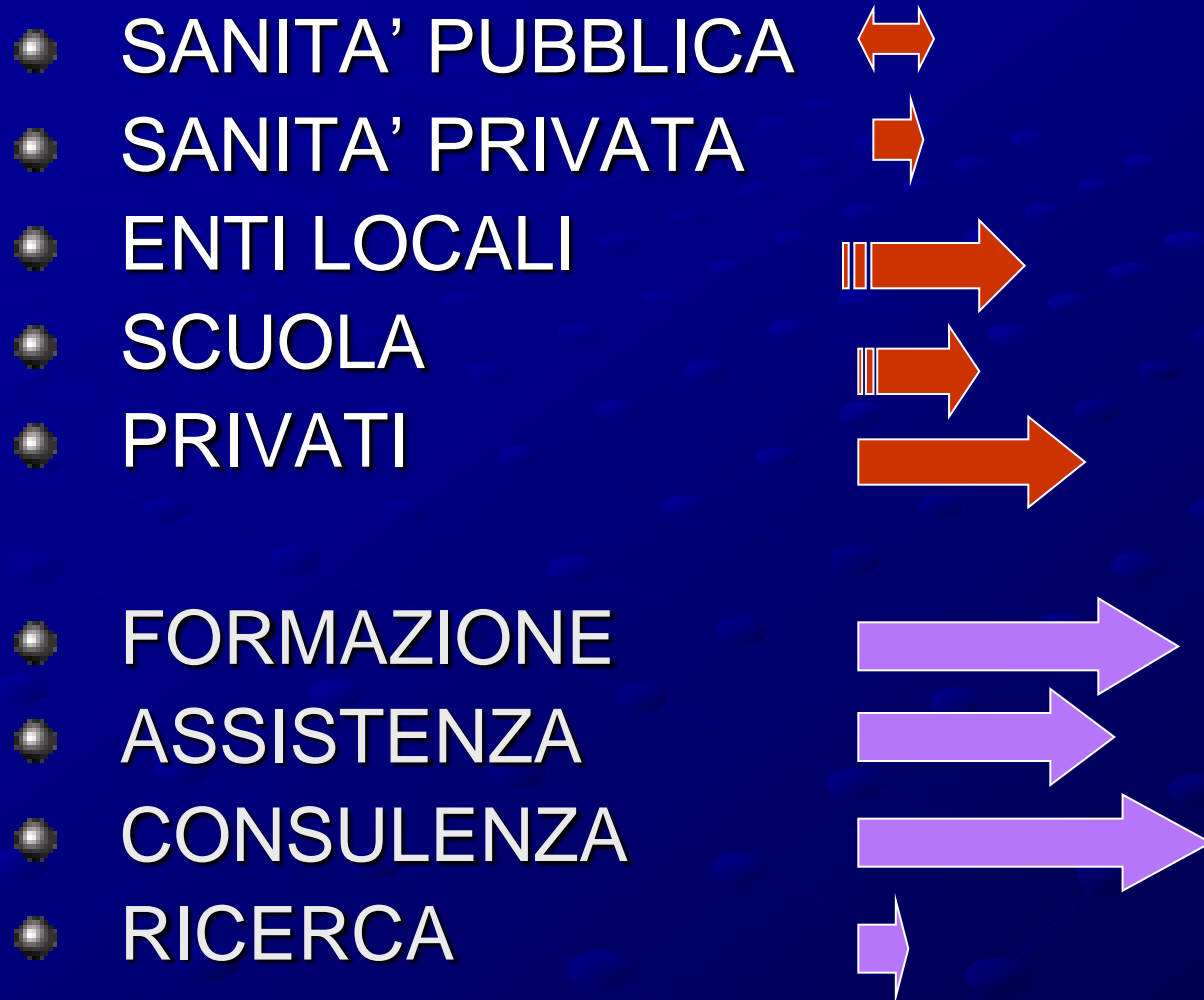 SANITA’ PUBBLICA
SANITA’ PRIVATA
ENTI LOCALI
SCUOLA
PRIVATI
FORMAZIONE
ASSISTENZA
CONSULENZA
RICERCA